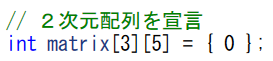 // ２次元配列を宣言
int matrix[3][5] = { 0 };